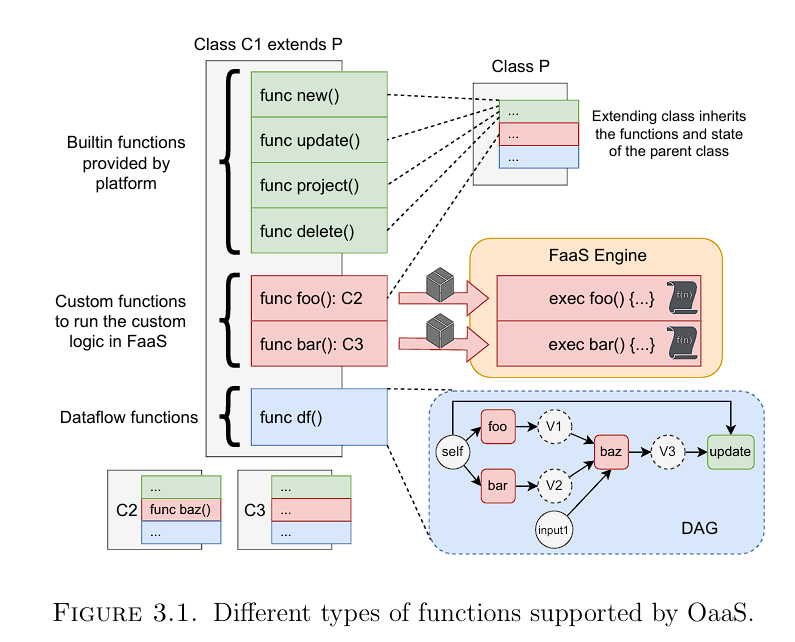 Class C1 extends P
Builtin functions
provided by
platform
func new()
func update()
func project()
func delete()
Class P
...
...
...
Extending class inherits
the functions and state
of the parent class
Custom functions
to run the custom
logic in FaaS
func foo(): C2
func bar(): C3
FaaS Engine
exec foo() {...}
f(n)
exec bar() {...}
f(n)
Dataflow functions
func df()
self
foo
V1
bar
V2
input1
baz
V3
update
DAG
C2
...
func baz()
...
C3
...
...
...
FIGURE 3.1. Different types of functions supported by OaaS.